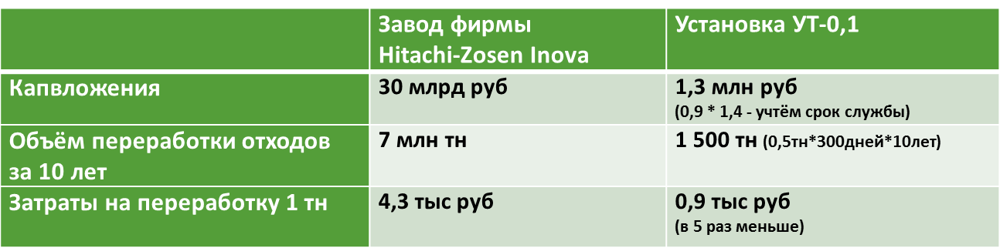 Завод фирмы
Hitachi-Zosen Inova
Установка УТ-0,1
Капвложения
30 млрд руб
1,3 млн руб
(0,9 * 1,4 - учтём срок службы)
Объём переработки отходов
за 10 лет
7 млн тн
1 500 тн (0,5тн*300дней*10лет)
Затраты на переработку 1 тн
4,3 тыс руб
0,9 тыс руб
(в 5 раз меньше)